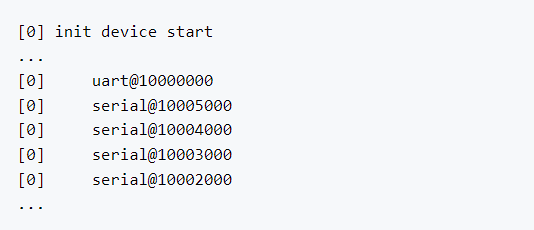 [0] init device start
...
[0]     uart@10000000
[0]     serial@10005000
[0]     serial@10004000
[0]     serial@10003000
[0]     serial@10002000
...